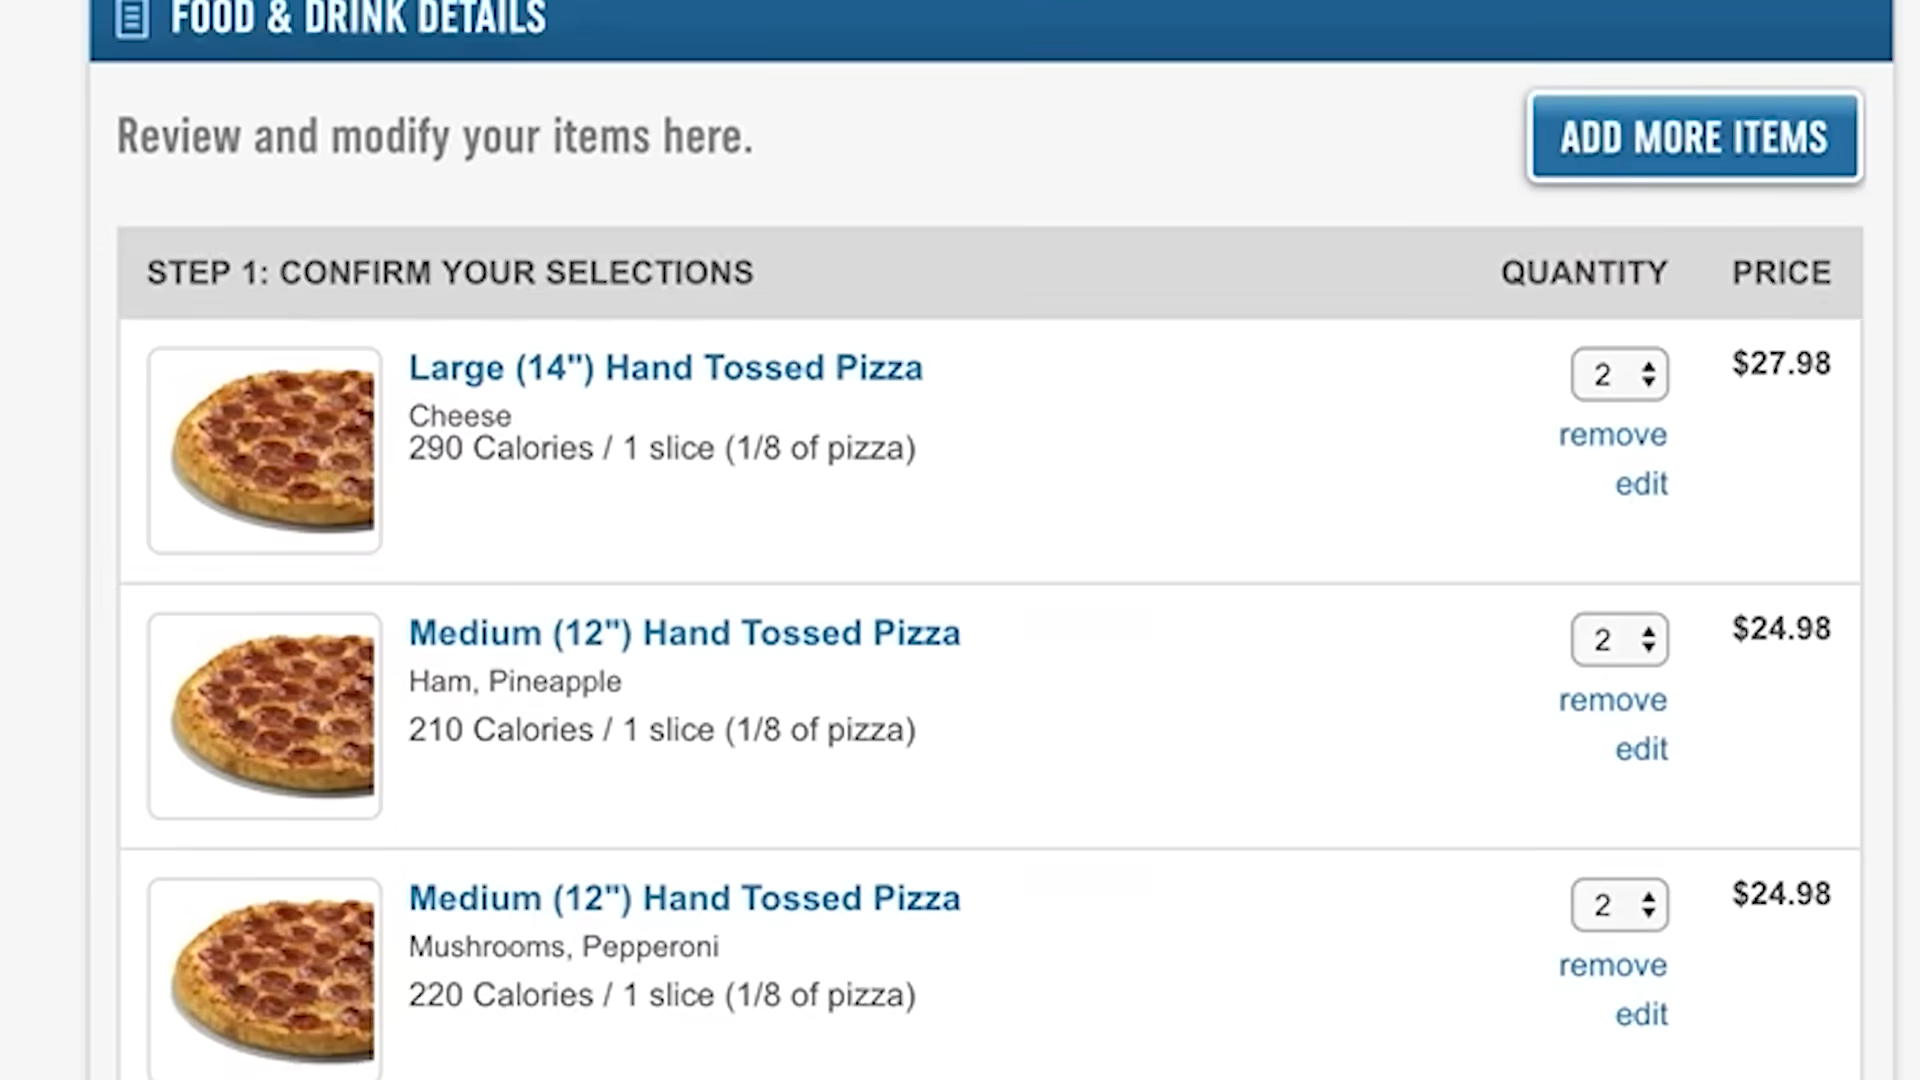 FOOD & DRINK DETAILS
Review and modify your items here.
ADD MORE ITEMS
STEP 1: CONFIRM YOUR SELECTIONS QUANTITY PRICE
Large (14") Hand Tossed Pizza 2 $27.98
Cheese
290 Calories / 1 slice (1/8 of pizza)
remove
edit
Medium (12") Hand Tossed Pizza 2 $24.98
Ham, Pineapple
210 Calories / 1 slice (1/8 of pizza)
remove
edit
Medium (12") Hand Tossed Pizza 2 $24.98
Mushrooms, Pepperoni
220 Calories / 1 slice (1/8 of pizza)
remove
edit